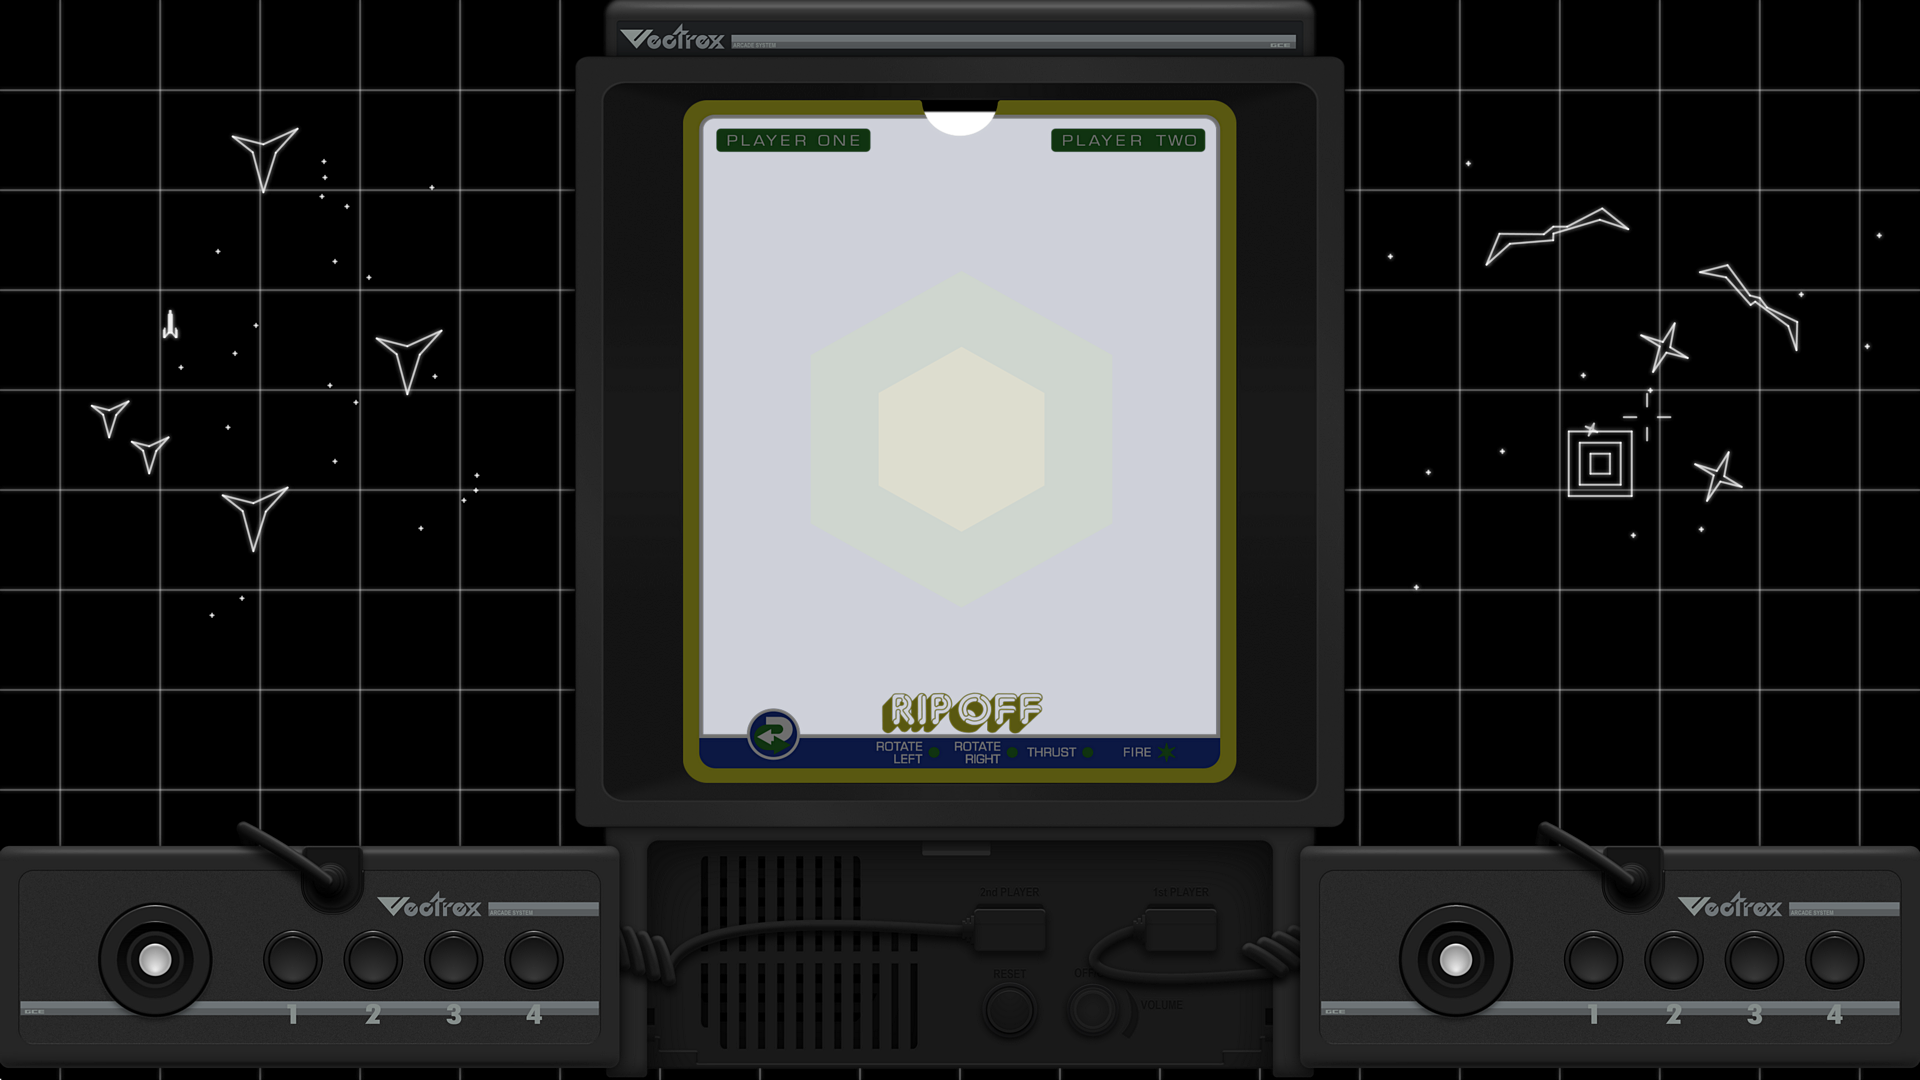 Vectrex ARCADE SYSTEM GCE
PLAYER ONE PLAYER TWO
RIPOFF
ROTATE LEFT
ROTATE RIGHT
THRUST
FIRE
Vectrex ARCADE SYSTEM
GCE
1 2 3 4
2nd PLAYER 1st PLAYER
RESET OFF
VOLUME
Vectrex ARCADE SYSTEM
GCE
1 2 3 4